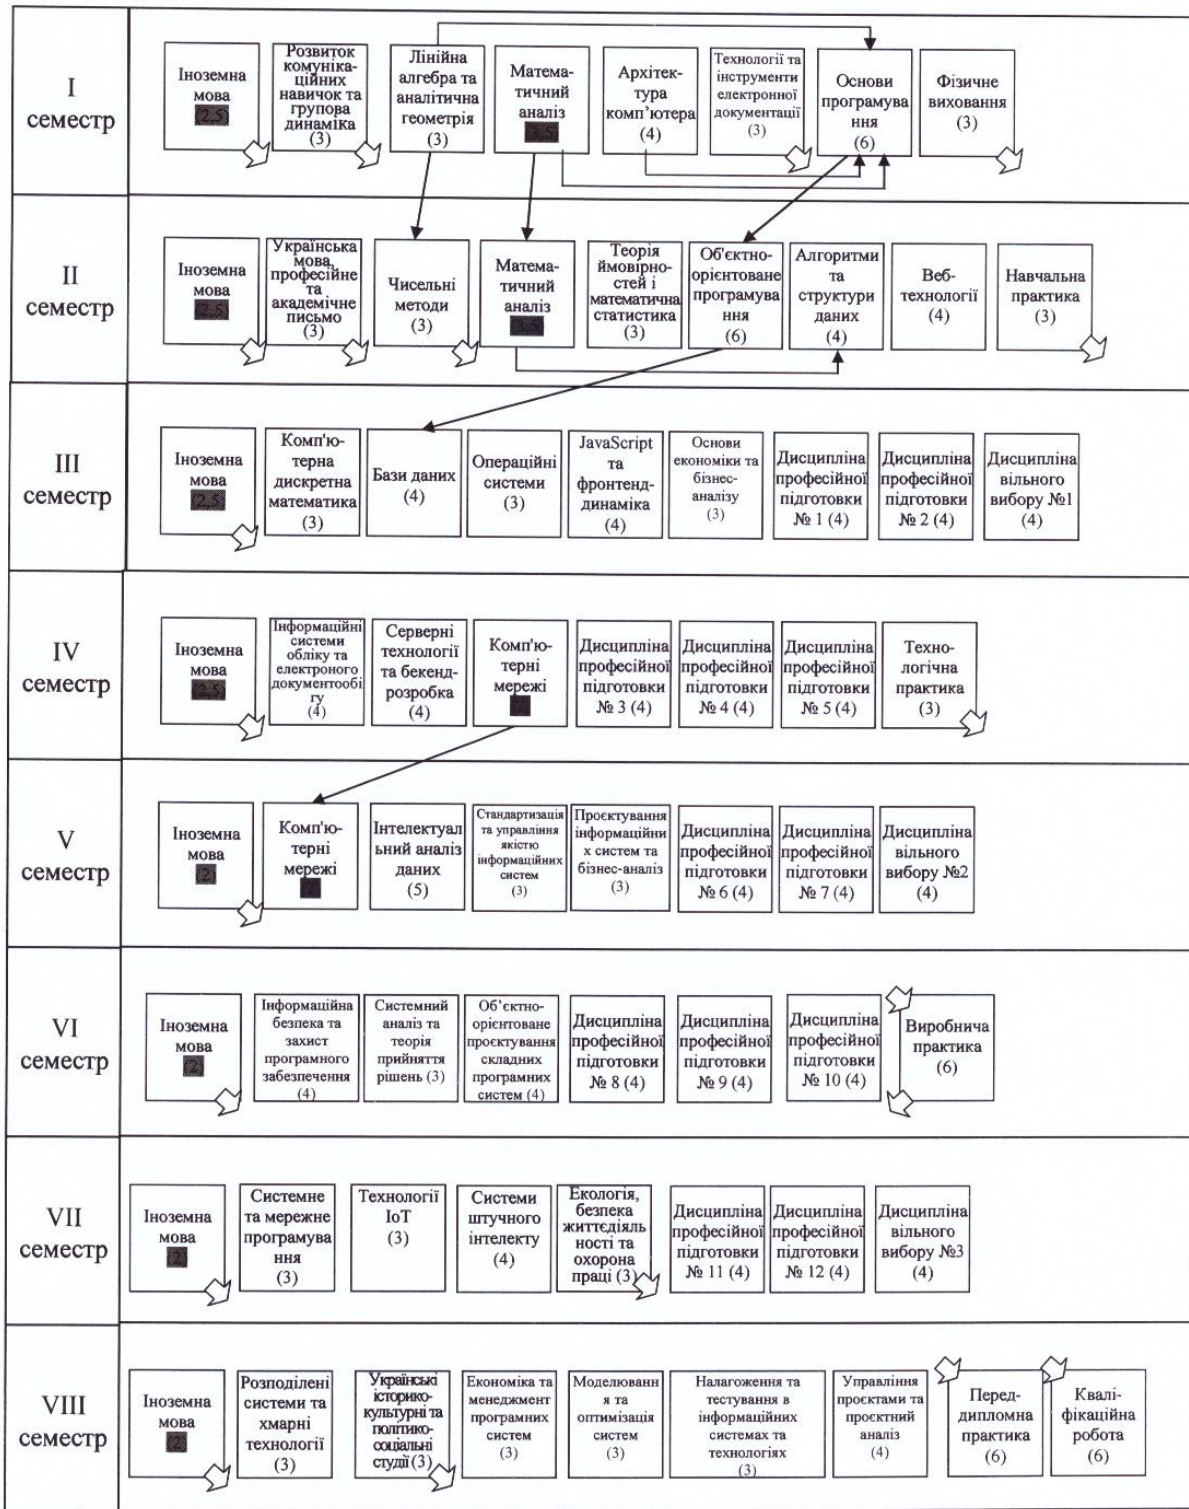 I
семестр
Іноземна
мова
(2,5)
Розвиток
комуніка-
ційних
навичок та
групова
динаміка
(3)
Лінійна
алгебра та
аналітична
геометрія
(3)
Матема-
тичний
аналіз
3,5
Архітек-
тура
комп'ютера
(4)
Технології та
інструменти
електронної
документації
(3)
Основи
програмува
ння
(6)
Фізичне
виховання
(3)
II
семестр
Іноземна
мова
(2,5)
Українська
мова,
професійне
та
академічне
письмо
(3)
Чисельні
методи
(3)
Матема-
тичний
аналіз
Теорія
ймовірно-
стей і
математична
статистика
(3)
Об'єктно-
орієнтоване
програмува
ння
(6)
Алгоритми
та
структури
даних
(4)
Веб-
технології
(4)
Навчальна
практика
(3)
III
семестр
Іноземна
мова
(2,5)
Комп'ю-
терна
дискретна
математика
(3)
Бази даних
(4)
Операційні
системи
(3)
JavaScript
та
фронтенд-
динаміка
(4)
Основи
економіки та
бізнес-
аналізу
(3)
Дисципліна
професійної
підготовки
№ 1 (4)
Дисципліна
професійної
підготовки
№ 2 (4)
Дисципліна
вільного
вибору №1
(4)
IV
семестр
Іноземна
мова
(2,5)
Інформаційні
системи
обліку та
електроного
документообі
гу
(4)
Серверні
технології
та бекенд-
розробка
(4)
Комп'ю-
терні
мережі
Дисципліна
професійної
підготовки
№ 3 (4)
Дисципліна
професійної
підготовки
№ 4 (4)
Дисципліна
професійної
підготовки
№ 5 (4)
Техно-
логічна
практика
(3)
V
семестр
Іноземна
мова
(2)
Комп'ю-
терні
мережі
Інтелектуал
ьний аналіз
даних
(5)
Стандартизація
та управління
якістю
інформаційних
систем
(3)
Проєктування
інформаційни
х систем та
бізнес-аналіз
(3)
Дисципліна
професійної
підготовки
№ 6 (4)
Дисципліна
професійної
підготовки
№ 7 (4)
Дисципліна
вільного
вибору №2
(4)
VI
семестр
Іноземна
мова
(2)
Інформаційна
безпека та
захист
програмного
забезпечення
(4)
Системний
аналіз та
теорія
прийняття
рішень (3)
Об'єктно-
орієнтоване
проєктування
складних
програмних
систем (4)
Дисципліна
професійної
підготовки
№ 8 (4)
Дисципліна
професійної
підготовки
№ 9 (4)
Дисципліна
професійної
підготовки
№ 10 (4)
Виробнича
практика
(6)
VII
семестр
Іноземна
мова
(2)
Системне
та мережне
програмува
ння
(3)
Технології
IoT
(3)
Системи
штучного
інтелекту
(4)
Екологія,
безпека
життєдіяль
ності та
охорона
праці (3)
Дисципліна
професійної
підготовки
№ 11 (4)
Дисципліна
професійної
підготовки
№ 12 (4)
Дисципліна
вільного
вибору №3
(4)
VIII
семестр
Іноземна
мова
(2)
Розподілені
системи та
хмарні
технології
(3)
Українські
історико-
культурні та
політико-
соціальні
студії (3)
Економіка та
менеджмент
програмних
систем
(3)
Моделюванн
я та
оптимізація
систем
(3)
Налагоження та
тестування в
інформаційних
системах та
технологіях
(3)
Управління
проєктами та
проєктний
аналіз
(4)
Перед-
дипломна
практика
(6)
Квалі-
фікаційна
робота
(6)